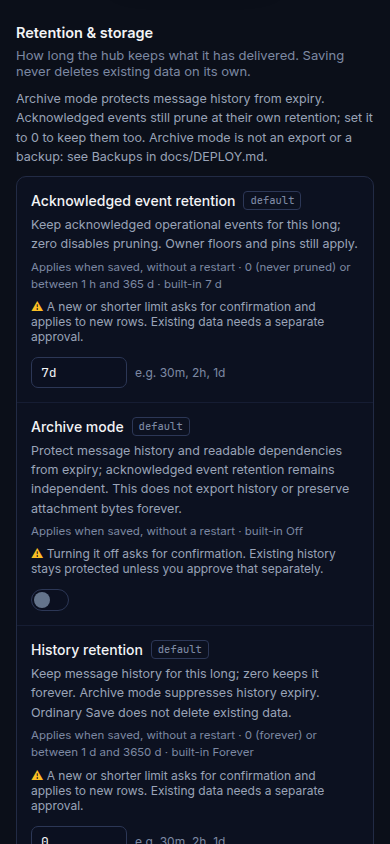 Retention & storage
How long the hub keeps what it has delivered. Saving
never deletes existing data on its own.
Archive mode protects message history from expiry.
Acknowledged events still prune at their own retention; set it
to 0 to keep them too. Archive mode is not an export or a
backup: see Backups in docs/DEPLOY.md.
Acknowledged event retention default
Keep acknowledged operational events for this long;
zero disables pruning. Owner floors and pins still apply.
Applies when saved, without a restart · 0 (never pruned) or
between 1 h and 365 d · built-in 7 d
⚠ A new or shorter limit asks for confirmation and
applies to new rows. Existing data needs a separate
approval.
7d e.g. 30m, 2h, 1d
Archive mode default
Protect message history and readable dependencies
from expiry; acknowledged event retention remains
independent. This does not export history or preserve
attachment bytes forever.
Applies when saved, without a restart · built-in Off
⚠ Turning it off asks for confirmation. Existing history
stays protected unless you approve that separately.
History retention default
Keep message history for this long; zero keeps it
forever. Archive mode suppresses history expiry.
Ordinary Save does not delete existing data.
Applies when saved, without a restart · 0 (forever) or
between 1 d and 3650 d · built-in Forever
⚠ A new or shorter limit asks for confirmation and
applies to new rows. Existing data needs a separate
approval.
0 e.g. 30m, 2h, 1d